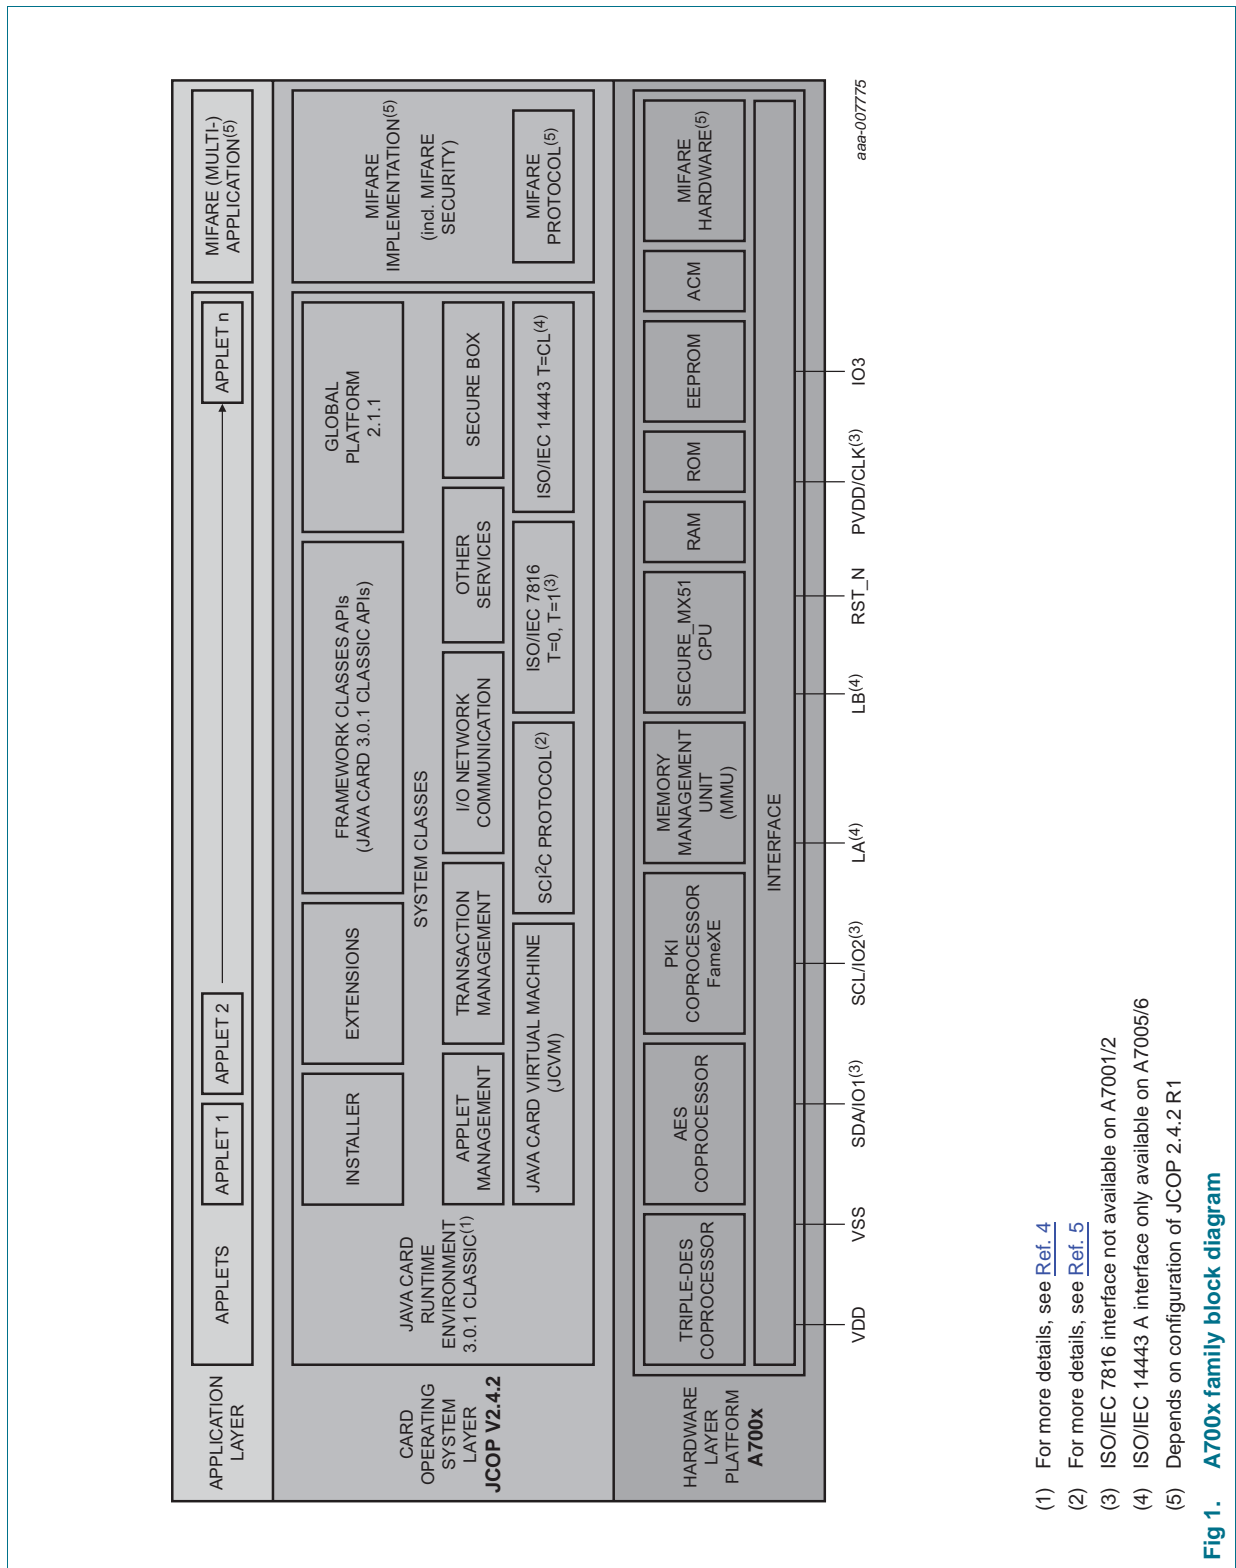 APPLICATION
LAYER
APPLETS
APPLET 1
APPLET 2
APPLET n
MIFARE (MULTI-)
APPLICATION(5)
CARD
OPERATING
SYSTEM
LAYER
JCOP V2.4.2
JAVA CARD
RUNTIME
ENVIRONMENT
3.0.1 CLASSIC(1)
INSTALLER
EXTENSIONS
FRAMEWORK CLASSES APIs
(JAVA CARD 3.0.1 CLASSIC APIs)
GLOBAL
PLATFORM
2.1.1
SYSTEM CLASSES
APPLET
MANAGEMENT
TRANSACTION
MANAGEMENT
I/O NETWORK
COMMUNICATION
OTHER
SERVICES
SECURE BOX
JAVA CARD VIRTUAL MACHINE
(JCVM)
SCI2C PROTOCOL(2)
ISO/IEC 7816
T=0, T=1(3)
ISO/IEC 14443 T=CL(4)
MIFARE
IMPLEMENTATION(5)
(incl. MIFARE
SECURITY)
MIFARE
PROTOCOL(5)
HARDWARE
LAYER
PLATFORM
A700x
TRIPLE-DES
COPROCESSOR
AES
COPROCESSOR
PKI
COPROCESSOR
FameXE
MEMORY
MANAGEMENT
UNIT
(MMU)
SECURE_MX51
CPU
RAM
ROM
EEPROM
ACM
MIFARE
HARDWARE(5)
INTERFACE
VDD
VSS
SDA/IO1(3)
SCL/IO2(3)
LA(4)
LB(4)
RST_N
PVDD/CLK(3)
IO3
aaa-007775
(1) For more details, see Ref. 4
(2) For more details, see Ref. 5
(3) ISO/IEC 7816 interface not available on A7001/2
(4) ISO/IEC 14443 A interface only available on A7005/6
(5) Depends on configuration of JCOP 2.4.2 R1
Fig 1. A700x family block diagram